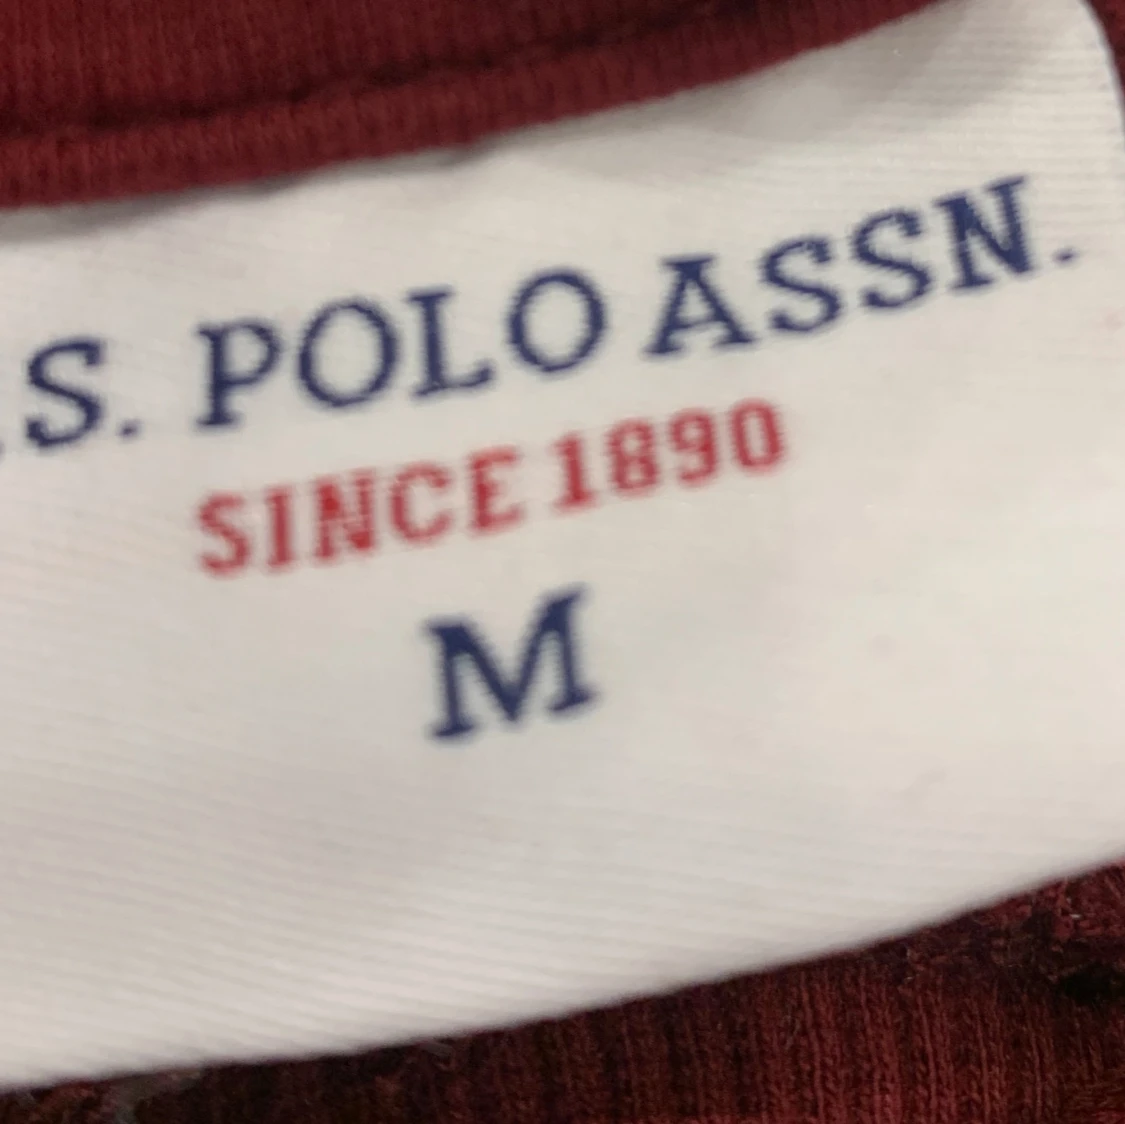 .S. POLO ASSN.
SINCE 1890
M